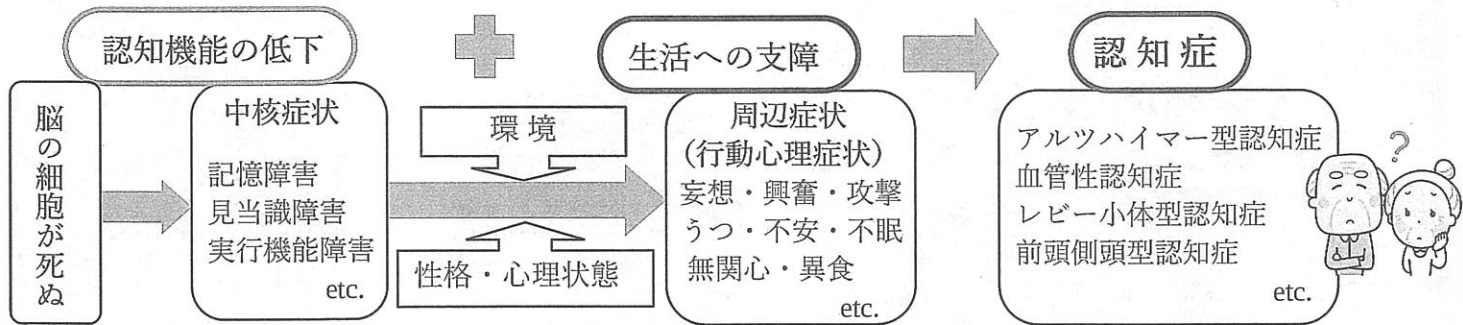 認知機能の低下
生活への支障
認知症
脳の細胞が死ぬ
中核症状
記憶障害
見当識障害
実行機能障害
etc.
環境
性格・心理状態
周辺症状
(行動心理症状)
妄想・興奮・攻撃
うつ・不安・不眠
無関心・異食
etc.
アルツハイマー型認知症
血管性認知症
レビー小体型認知症
前頭側頭型認知症
etc.
?